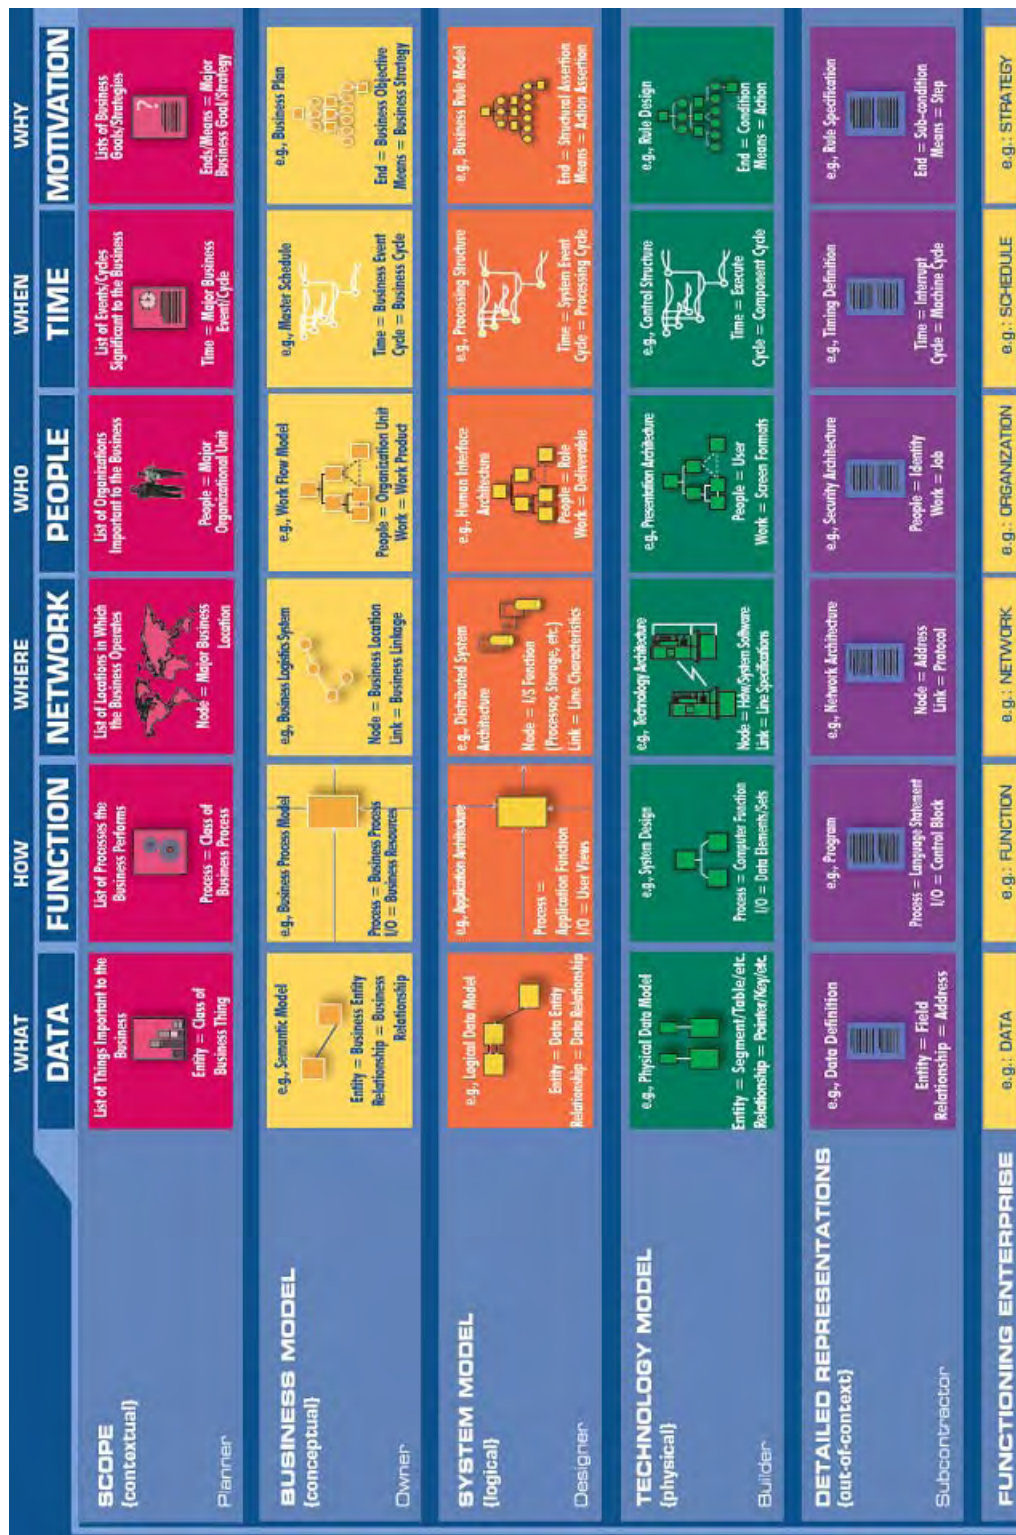 WHAT
HOW
WHERE
WHO
WHEN
WHY
DATA
FUNCTION
NETWORK
PEOPLE
TIME
MOTIVATION
SCOPE
{contextual}
Planner
List of Things Important to the
Business
Entity = Class of
Business Thing
List of Processes the
Business Performs
Process = Class of
Business Process
List of Locations in Which
the Business Operates
Node = Major Business
Location
List of Organizations
Important to the Business
People = Major
Organizational Unit
List of Events/Cycles
Significant to the Business
Time = Major Business
Event/Cycle
Lists of Business
Goals/Strategies
Ends/Means = Major
Business Goal/Strategy
BUSINESS MODEL
{conceptual}
Owner
e.g., Semantic Model
Entity = Business Entity
Relationship = Business
Relationship
e.g., Business Process Model
Process = Business Process
I/O = Business Resources
e.g., Business Logistics System
Node = Business Location
Link = Business Linkage
e.g., Work Flow Model
People = Organization Unit
Work = Work Product
e.g., Master Schedule
Time = Business Event
Cycle = Business Cycle
e.g., Business Plan
End = Business Objective
Means = Business Strategy
SYSTEM MODEL
{logical}
Designer
e.g., Logical Data Model
Entity = Data Entity
Relationship = Data Relationship
e.g., Application Architecture
Process =
Application Function
I/O = User Views
e.g., Distributed System
Architecture
Node = I/S Function
(Processor, Storage, etc.)
Link = Line Characteristics
e.g., Human Interface
Architecture
People = Role
Work = Deliverable
e.g., Processing Structure
Time = System Event
Cycle = Processing Cycle
e.g., Business Rule Model
End = Structural Assertion
Means = Action Assertion
TECHNOLOGY MODEL
{physical}
Builder
e.g., Physical Data Model
Entity = Segment/Table/etc.
Relationship = Pointer/Key/etc.
e.g., System Design
Process = Computer Function
I/O = Data Elements/Sets
e.g., Technology Architecture
Node = Hdw/System Software
Link = Line Specifications
e.g., Presentation Architecture
People = User
Work = Screen Formats
e.g., Control Structure
Time = Execute
Cycle = Component Cycle
e.g., Rule Design
End = Condition
Means = Action
DETAILED REPRESENTATIONS
{out-of-context}
Subcontractor
e.g., Data Definition
Entity = Field
Relationship = Address
e.g., Program
Process = Language Statement
I/O = Control Block
e.g., Network Architecture
Node = Address
Link = Protocol
e.g., Security Architecture
People = Identity
Work = Job
e.g., Timing Definition
Time = Interrupt
Cycle = Machine Cycle
e.g., Rule Specification
End = Sub-condition
Means = Step
FUNCTIONING ENTERPRISE
e.g.: DATA
e.g.: FUNCTION
e.g.: NETWORK
e.g.: ORGANIZATION
e.g.: SCHEDULE
e.g.: STRATEGY